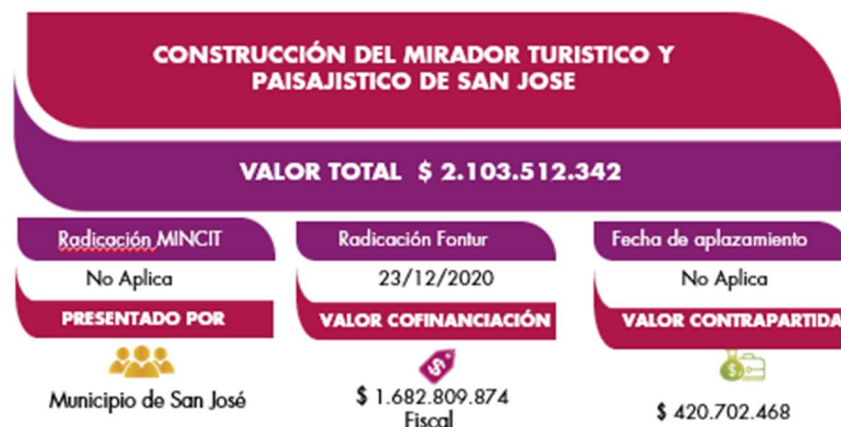 CONSTRUCCIÓN DEL MIRADOR TURISTICO Y
PAISAJISTICO DE SAN JOSE
VALOR TOTAL $ 2.103.512.342
Radicación MINCIT
No Aplica
PRESENTADO POR
Municipio de San José
Radicación Fontur
23/12/2020
VALOR COFINANCIACIÓN
$ 1.682.809.874
Fiscal
Fecha de aplazamiento
No Aplica
VALOR CONTRAPARTIDA
$ 420.702.468